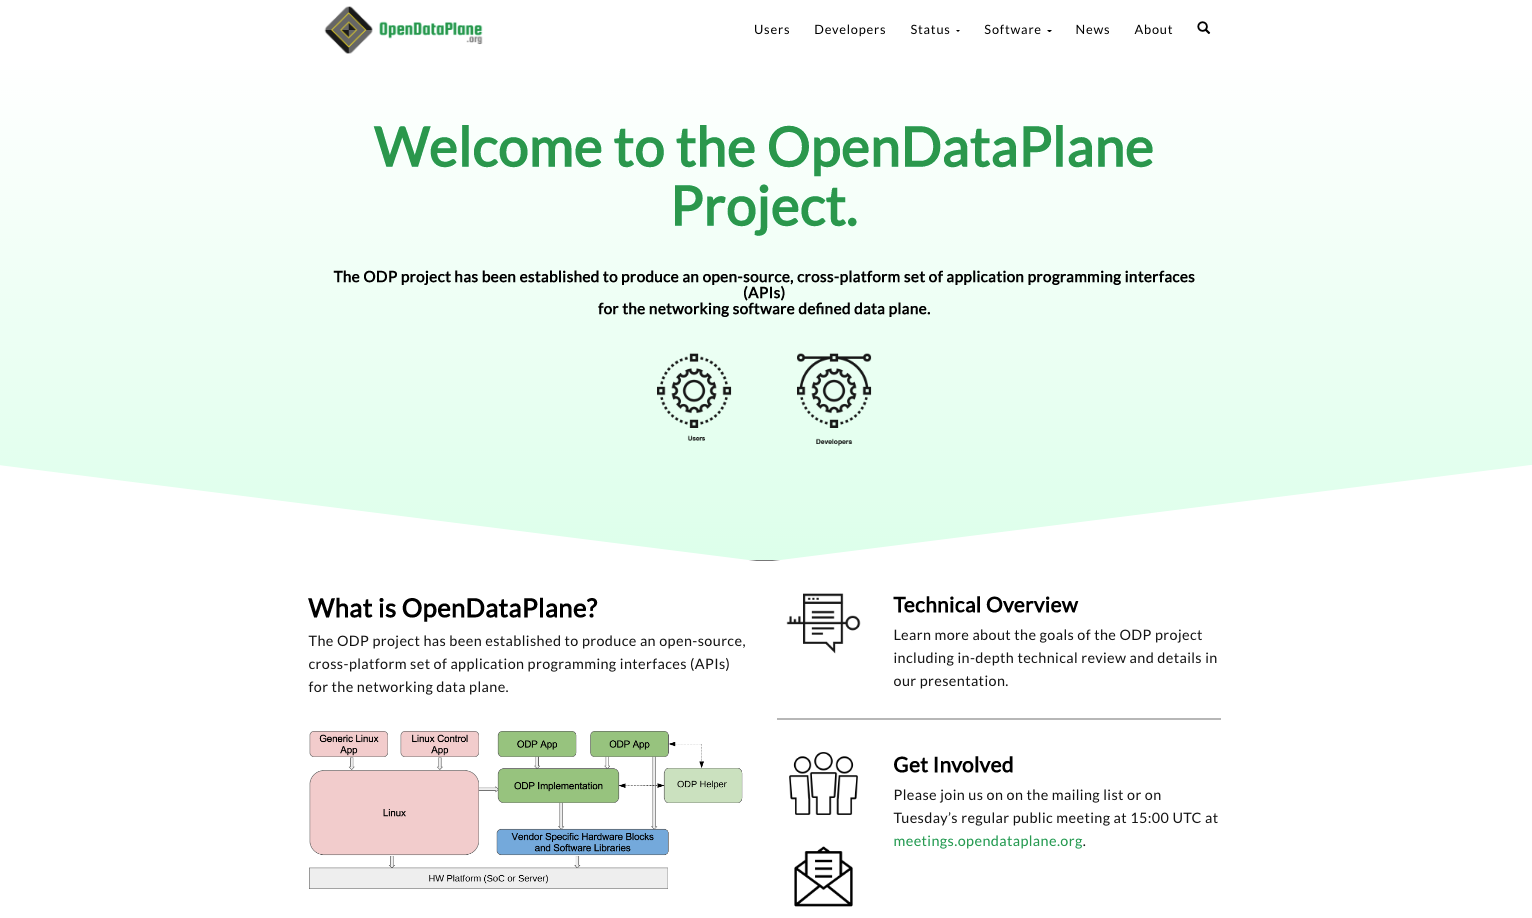 OpenDataPlane
.org
Users
Developers
Status
Software
News
About
Welcome to the OpenDataPlane
Project.
The ODP project has been established to produce an open-source, cross-platform set of application programming interfaces
(APIs)
for the networking software defined data plane.
Users
Developers
What is OpenDataPlane?
The ODP project has been established to produce an open-source,
cross-platform set of application programming interfaces (APIs)
for the networking data plane.
Generic Linux
App
Linux Control
App
ODP App
ODP App
ODP Implementation
ODP Helper
Linux
Vendor Specific Hardware Blocks
and Software Libraries
HW Platform (SoC or Server)
Technical Overview
Learn more about the goals of the ODP project
including in-depth technical review and details in
our presentation.
Get Involved
Please join us on on the mailing list or on
Tuesday’s regular public meeting at 15:00 UTC at
meetings.opendataplane.org.